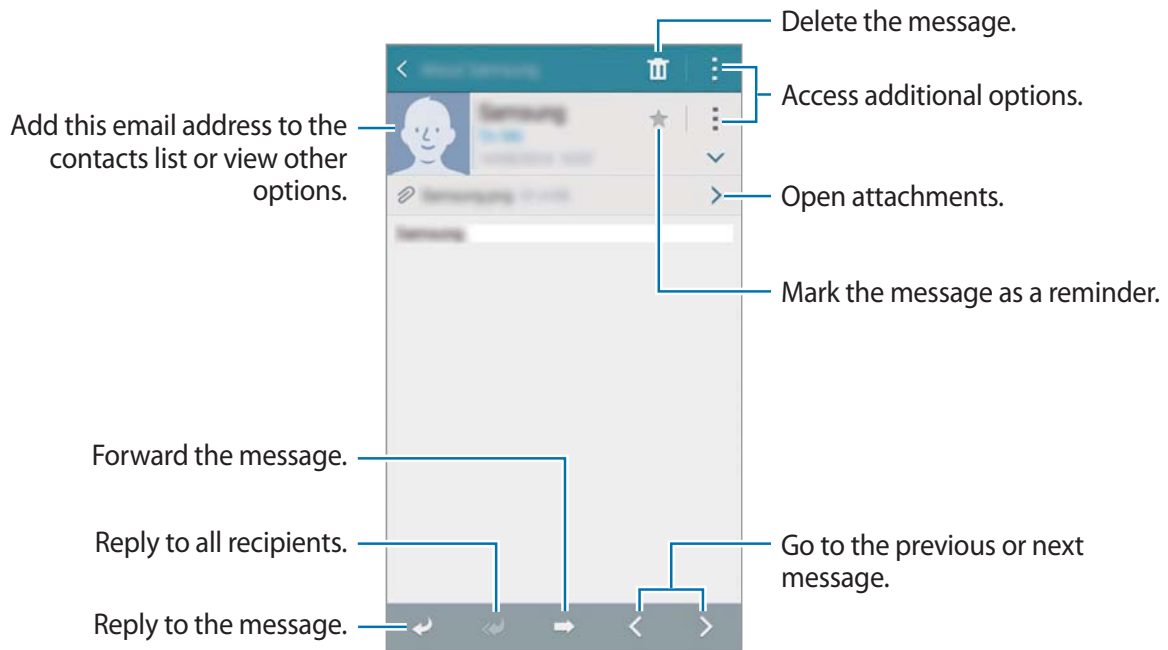 Delete the message.
Access additional options.
Add this email address to the
contacts list or view other
options.
Open attachments.
Mark the message as a reminder.
Forward the message.
Reply to all recipients.
Go to the previous or next
message.
Reply to the message.